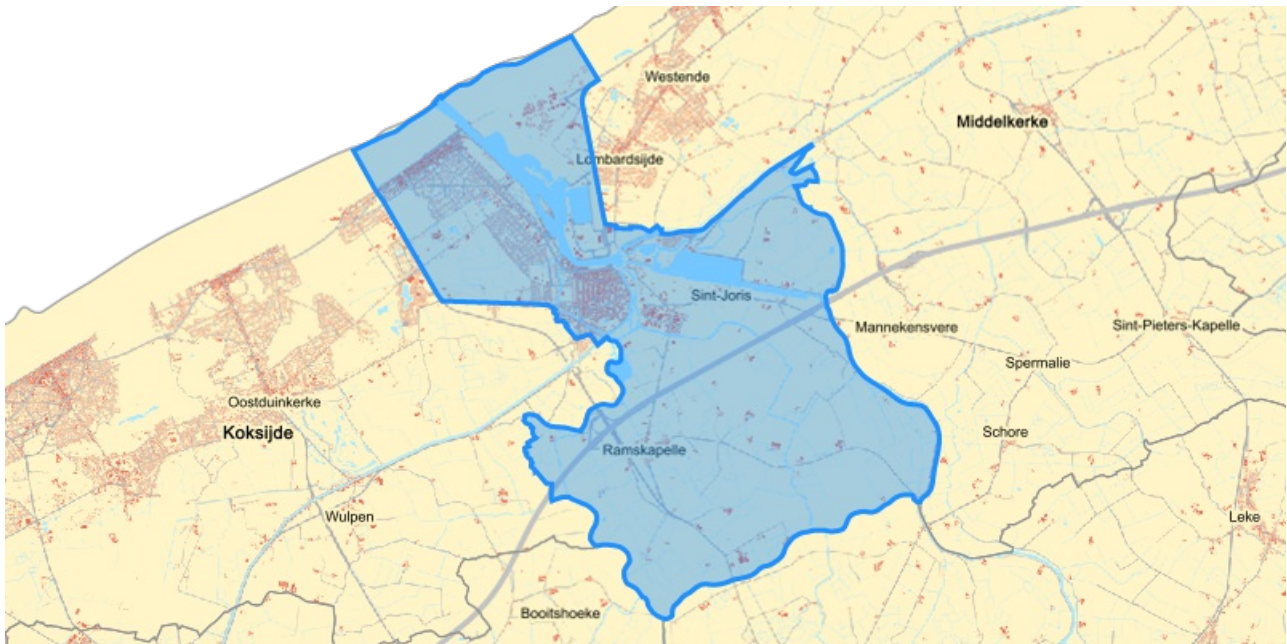 Westende
Middelkerke
Lombardsijde
Sint-Joris
Mannekensvere
Sint-Pieters-Kapelle
Spermalie
Oostduinkerke
Koksijde
Schore
Ramskapelle
Wulpen
Leke
Booitshoeke